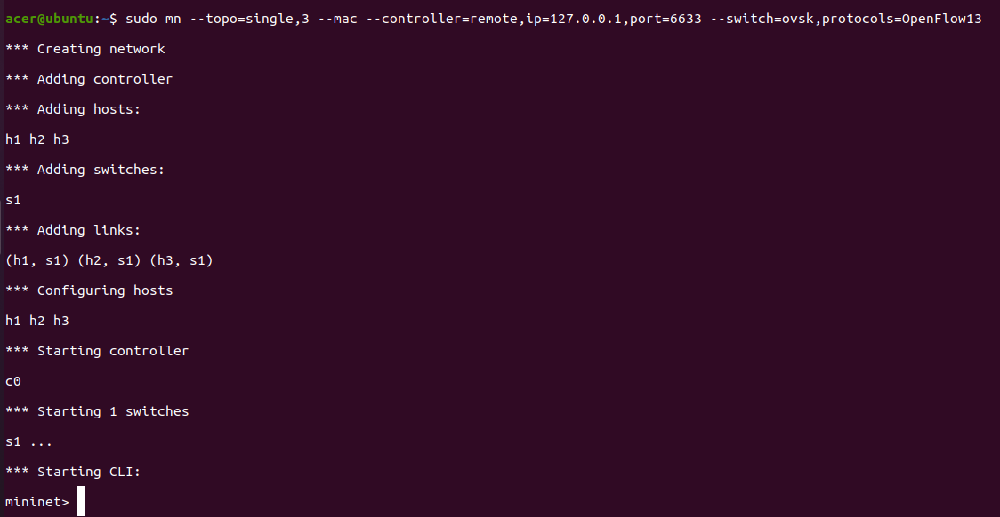 acer@ubuntu:~$ sudo mn --topo=single,3 --mac --controller=remote,ip=127.0.0.1,port=6633 --switch=ovsk,protocols=OpenFlow13
*** Creating network
*** Adding controller
*** Adding hosts:
h1 h2 h3
*** Adding switches:
s1
*** Adding links:
(h1, s1) (h2, s1) (h3, s1)
*** Configuring hosts
h1 h2 h3
*** Starting controller
c0
*** Starting 1 switches
s1 ...
*** Starting CLI:
mininet>